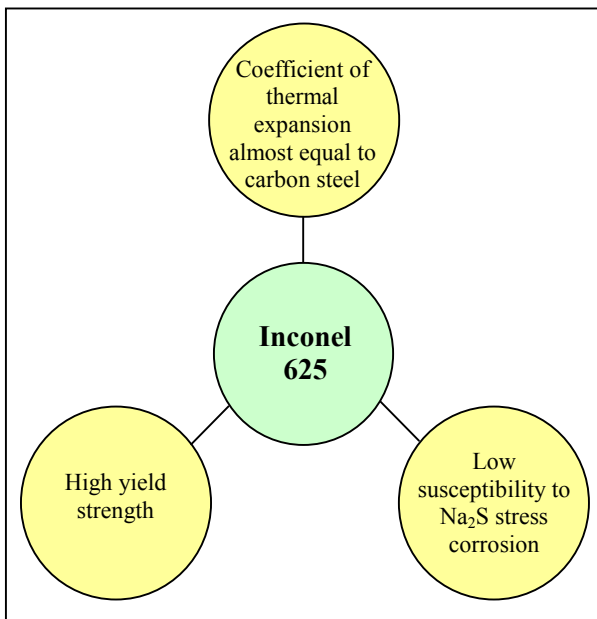 Coefficient of
thermal
expansion
almost equal to
carbon steel
Inconel
625
High yield
strength
Low
susceptibility to
Na₂S stress
corrosion